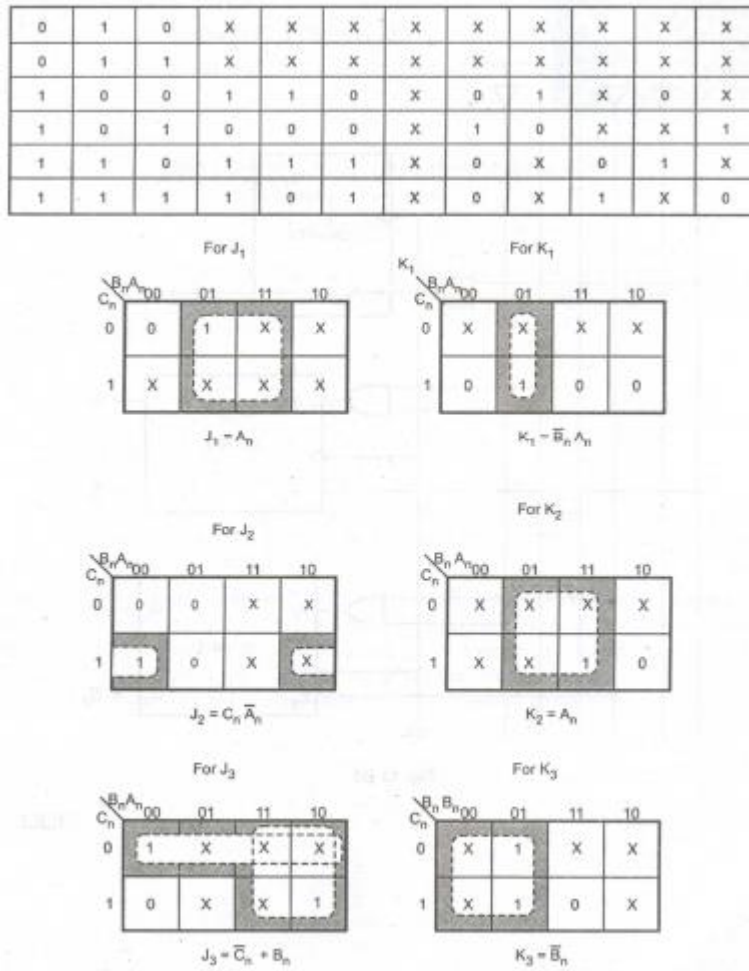 0 1 0 X X X X X X X X X
0 1 1 X X X X X X X X X
1 0 0 1 1 0 X 0 1 X 0 X
1 0 1 0 0 0 X 1 0 X X 1
1 1 0 1 1 1 X 0 X 0 1 X
1 1 1 1 0 1 X 0 X 1 X 0
For J1 For K1
BnAn K1 BnAn
Cn 00 01 11 10 Cn 00 01 11 10
0 0 1 X X 0 X X X X
1 X X X X 1 0 1 0 0
J1 = An K1 = B̅n An
For J2 For K2
BnAn Bn An
Cn 00 01 11 10 Cn 00 01 11 10
0 0 0 X X 0 X X X X
1 1 0 X X 1 X X 1 0
J2 = Cn A̅n K2 = An
For J3 For K3
BnAn Bn Bn
Cn 00 01 11 10 Cn 00 01 11 10
0 1 X X X 0 X 1 X X
1 0 X X 1 1 X 1 0 X
J3 = C̅n + Bn K3 = B̅n